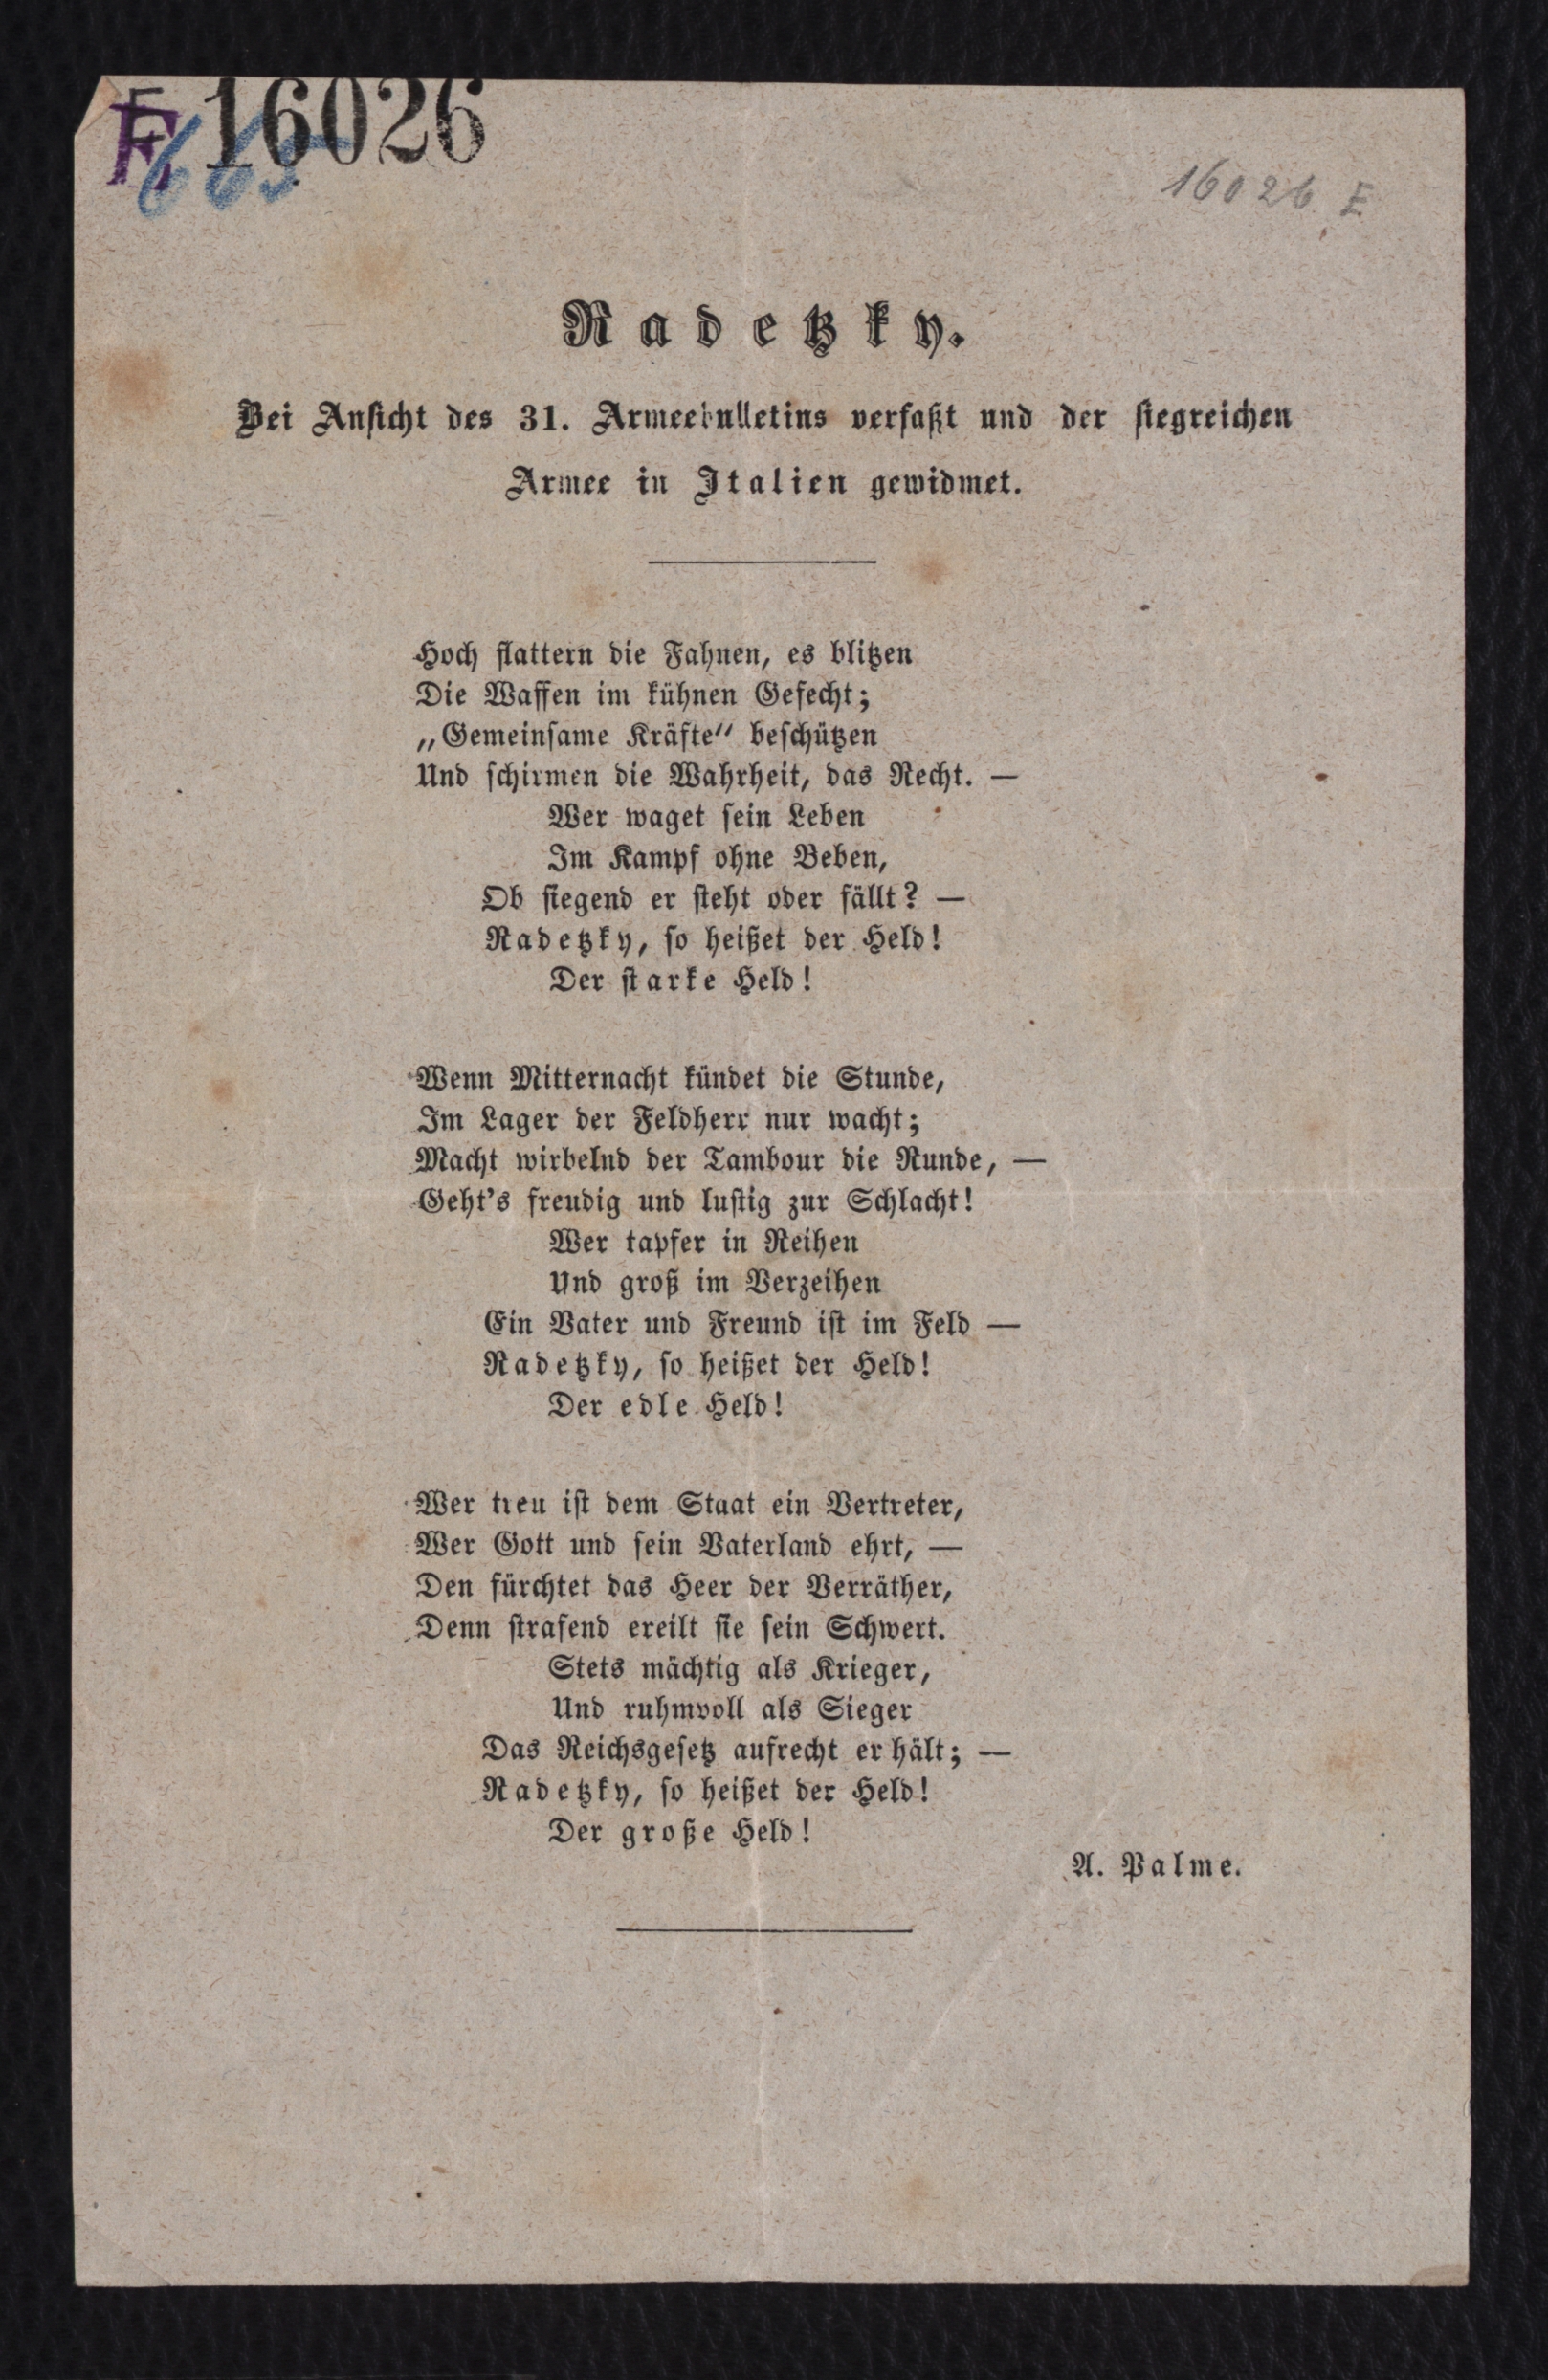 E 16026
16026 E
Radetzky.
Bei Ansicht des 31. Armeebulletins verfaßt und der siegreichen
Armee in Italien gewidmet.
Hoch flattern die Fahnen, es blitzen
Die Waffen im kühnen Gefecht;
„Gemeinsame Kräfte“ beschützen
Und schirmen die Wahrheit, das Recht. —
Wer waget sein Leben
Im Kampf ohne Beben,
Ob siegend er steht oder fällt? —
Radetzky, so heißet der Held!
Der starke Held!
Wenn Mitternacht kündet die Stunde,
Im Lager der Feldherr nur wacht;
Macht wirbelnd der Tambour die Runde, —
Geht's freudig und lustig zur Schlacht!
Wer tapfer in Reihen
Und groß im Verzeihen
Ein Vater und Freund ist im Feld —
Radetzky, so heißet der Held!
Der edle Held!
Wer treu ist dem Staat ein Vertreter,
Wer Gott und sein Vaterland ehrt, —
Den fürchtet das Heer der Verräther,
Denn strafend ereilt sie sein Schwert.
Stets mächtig als Krieger,
Und ruhmvoll als Sieger
Das Reichsgesetz aufrecht er hält; —
Radetzky, so heißet der Held!
Der große Held!
A. Palme.